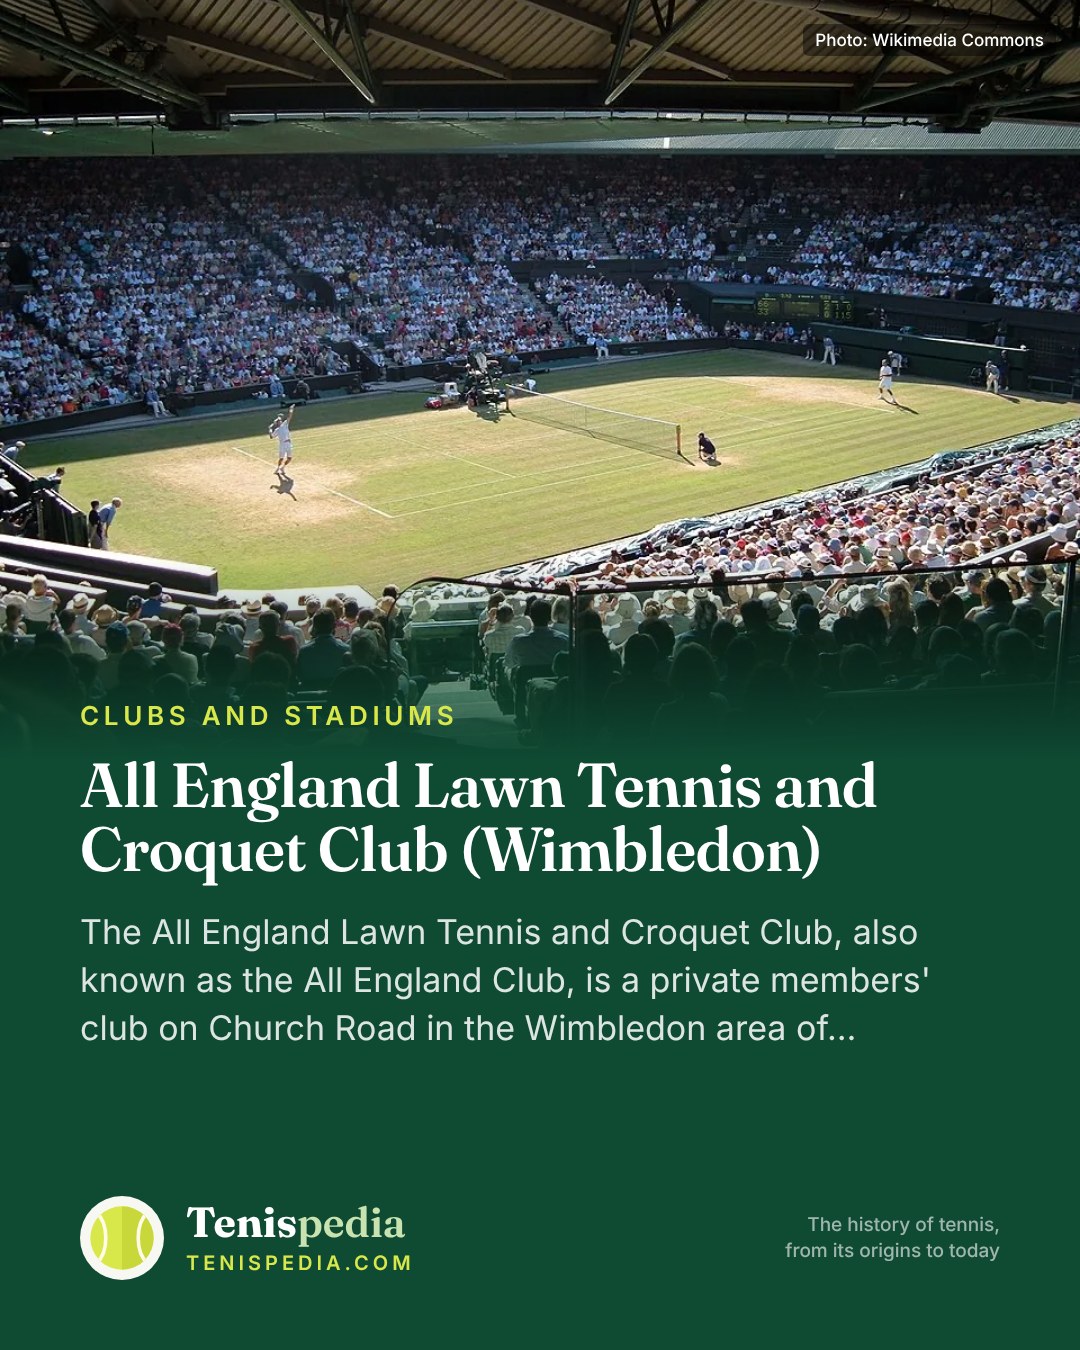 Photo: Wikimedia Commons
CLUBS AND STADIUMS
All England Lawn Tennis and
Croquet Club (Wimbledon)
The All England Lawn Tennis and Croquet Club, also
known as the All England Club, is a private members'
club on Church Road in the Wimbledon area of...
Tenispedia
TENISPEDIA.COM
The history of tennis,
from its origins to today